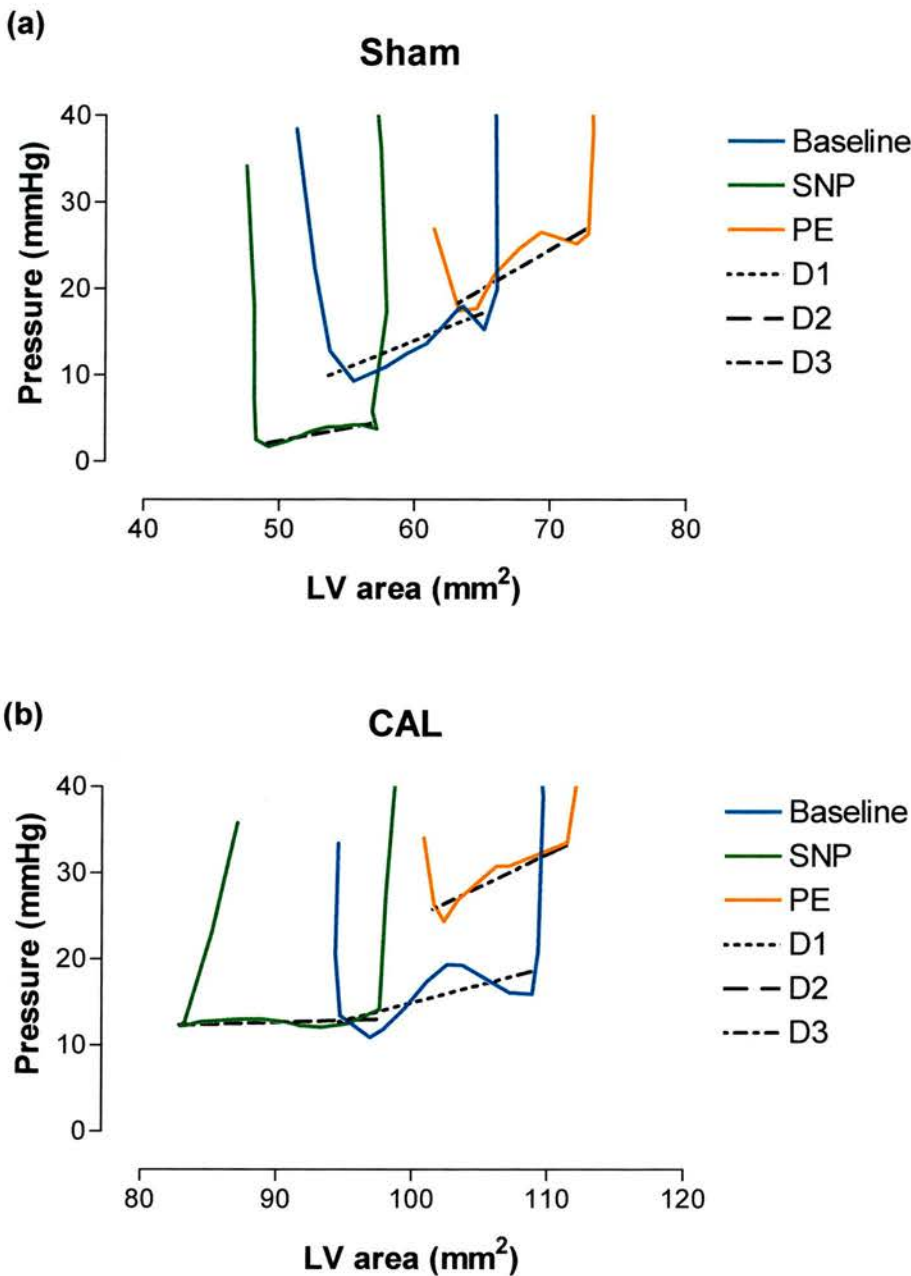 (a)
Sham
Pressure (mmHg)
40
30
20
10
0
40 50 60 70 80
LV area (mm²)
Baseline
SNP
PE
D1
D2
D3
(b)
CAL
Pressure (mmHg)
40
30
20
10
0
80 90 100 110 120
LV area (mm²)
Baseline
SNP
PE
D1
D2
D3